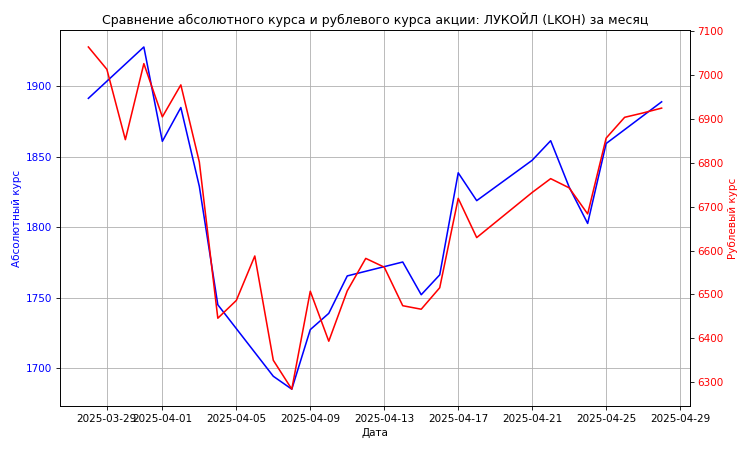 Сравнение абсолютного курса и рублевого курса акции: ЛУКОЙЛ (LKOH) за месяц
Абсолютный курс
1900
1850
1800
1750
1700
7100
7000
6900
6800
6700
6600
6500
6400
6300
Рублевый курс
2025-03-29 2025-04-01 2025-04-05 2025-04-09 2025-04-13 2025-04-17 2025-04-21 2025-04-25 2025-04-29
Дата